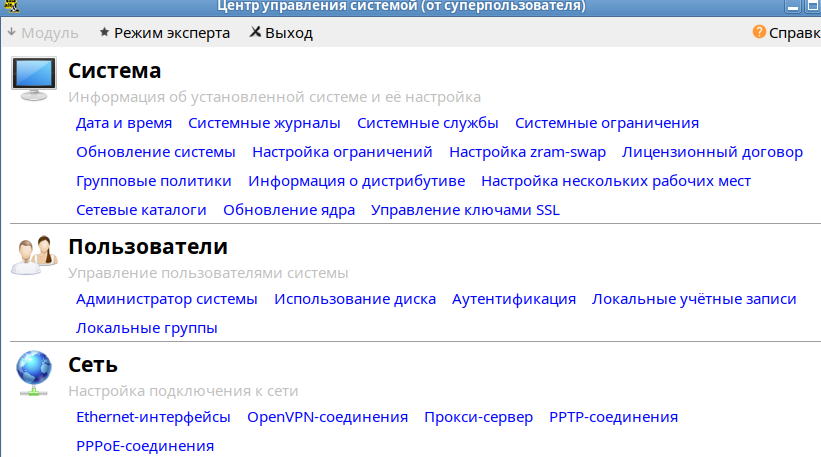 Центр управления системой (от суперпользователя)
Модуль Режим эксперта Выход Справк
Система
Информация об установленной системе и её настройка
Дата и время Системные журналы Системные службы Системные ограничения
Обновление системы Настройка ограничений Настройка zram-swap Лицензионный договор
Групповые политики Информация о дистрибутиве Настройка нескольких рабочих мест
Сетевые каталоги Обновление ядра Управление ключами SSL
Пользователи
Управление пользователями системы
Администратор системы Использование диска Аутентификация Локальные учётные записи
Локальные группы
Сеть
Настройка подключения к сети
Ethernet-интерфейсы OpenVPN-соединения Прокси-сервер PPTP-соединения
PPPoE-соединения